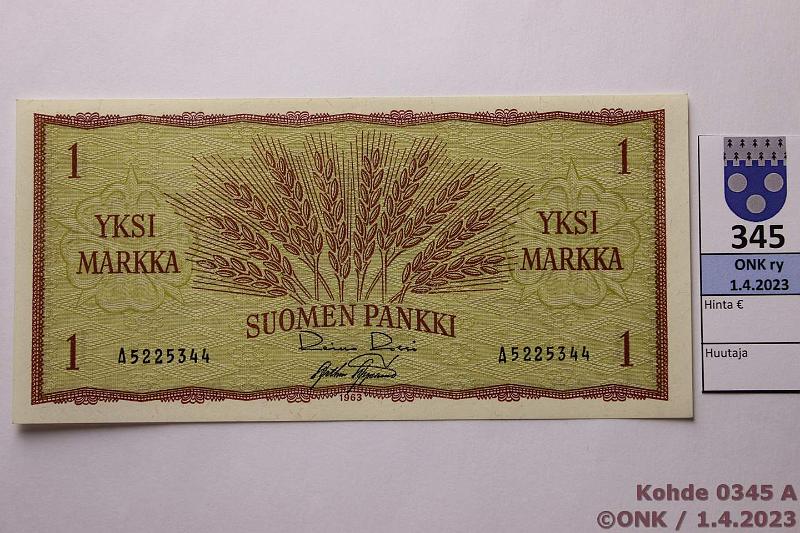 1
1
YKSI
MARKKA
YKSI
MARKKA
SUOMEN PANKKI
1
A5225344
A5225344
1
1963
345
ONK ry
1.4.2023
Hinta €
Huutaja
Kohde 0345 A
©ONK / 1.4.2023